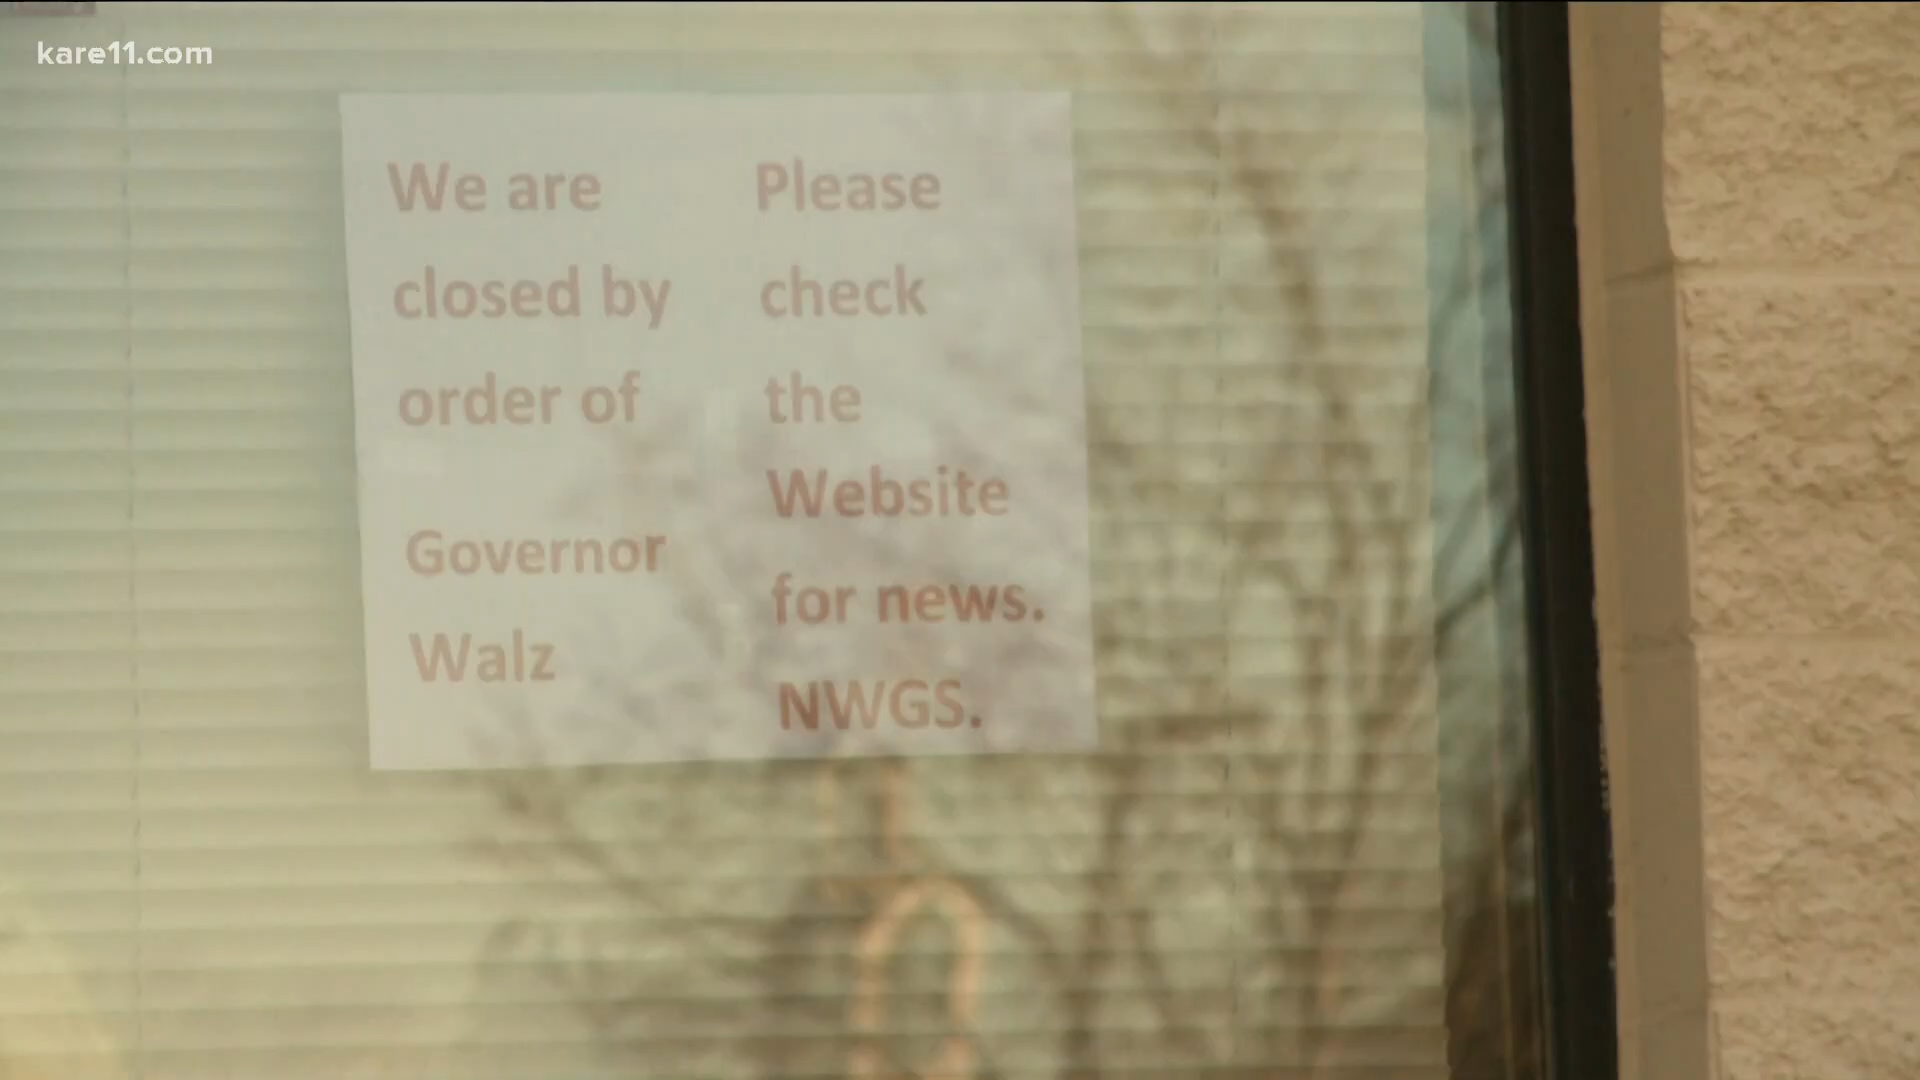 kare11.com
We are
closed by
order of
Governor
Walz
Please
check
the
Website
for news.
NWGS.